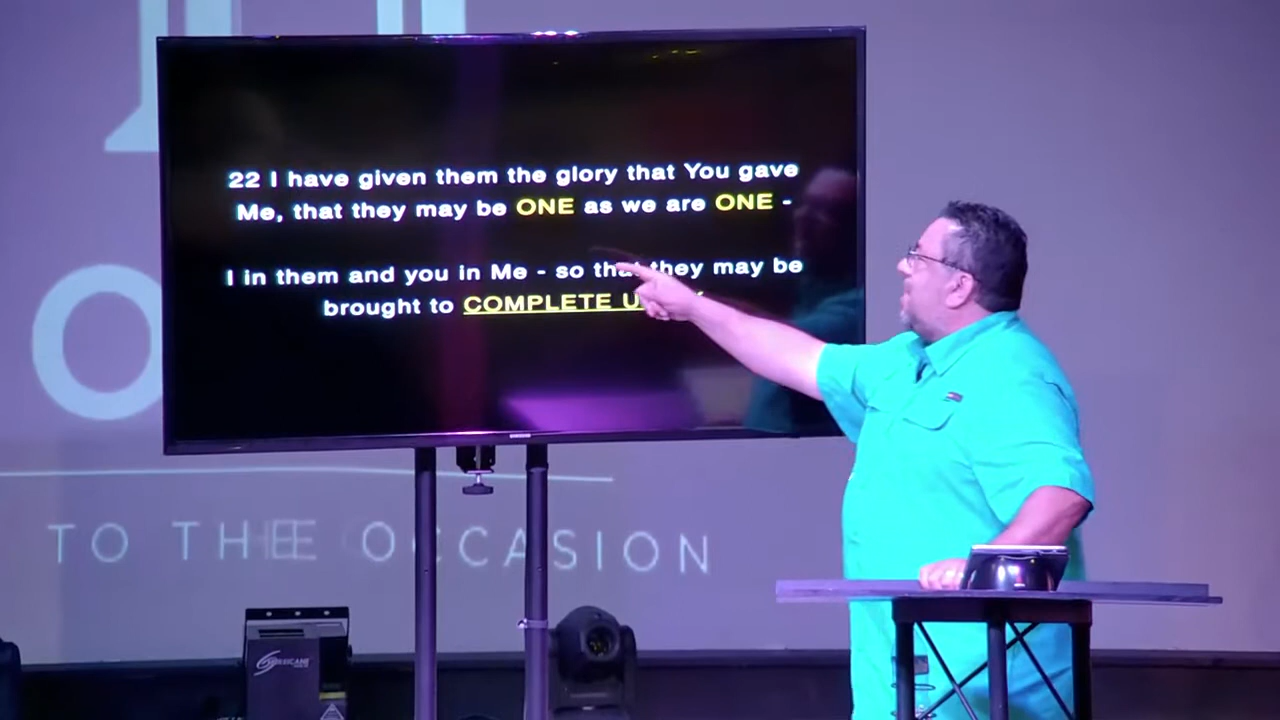 22 I have given them the glory that You gave
Me, that they may be ONE as we are ONE -
I in them and you in Me - so that they may be
brought to COMPLETE
TO THE OCCASION
HURRICANE